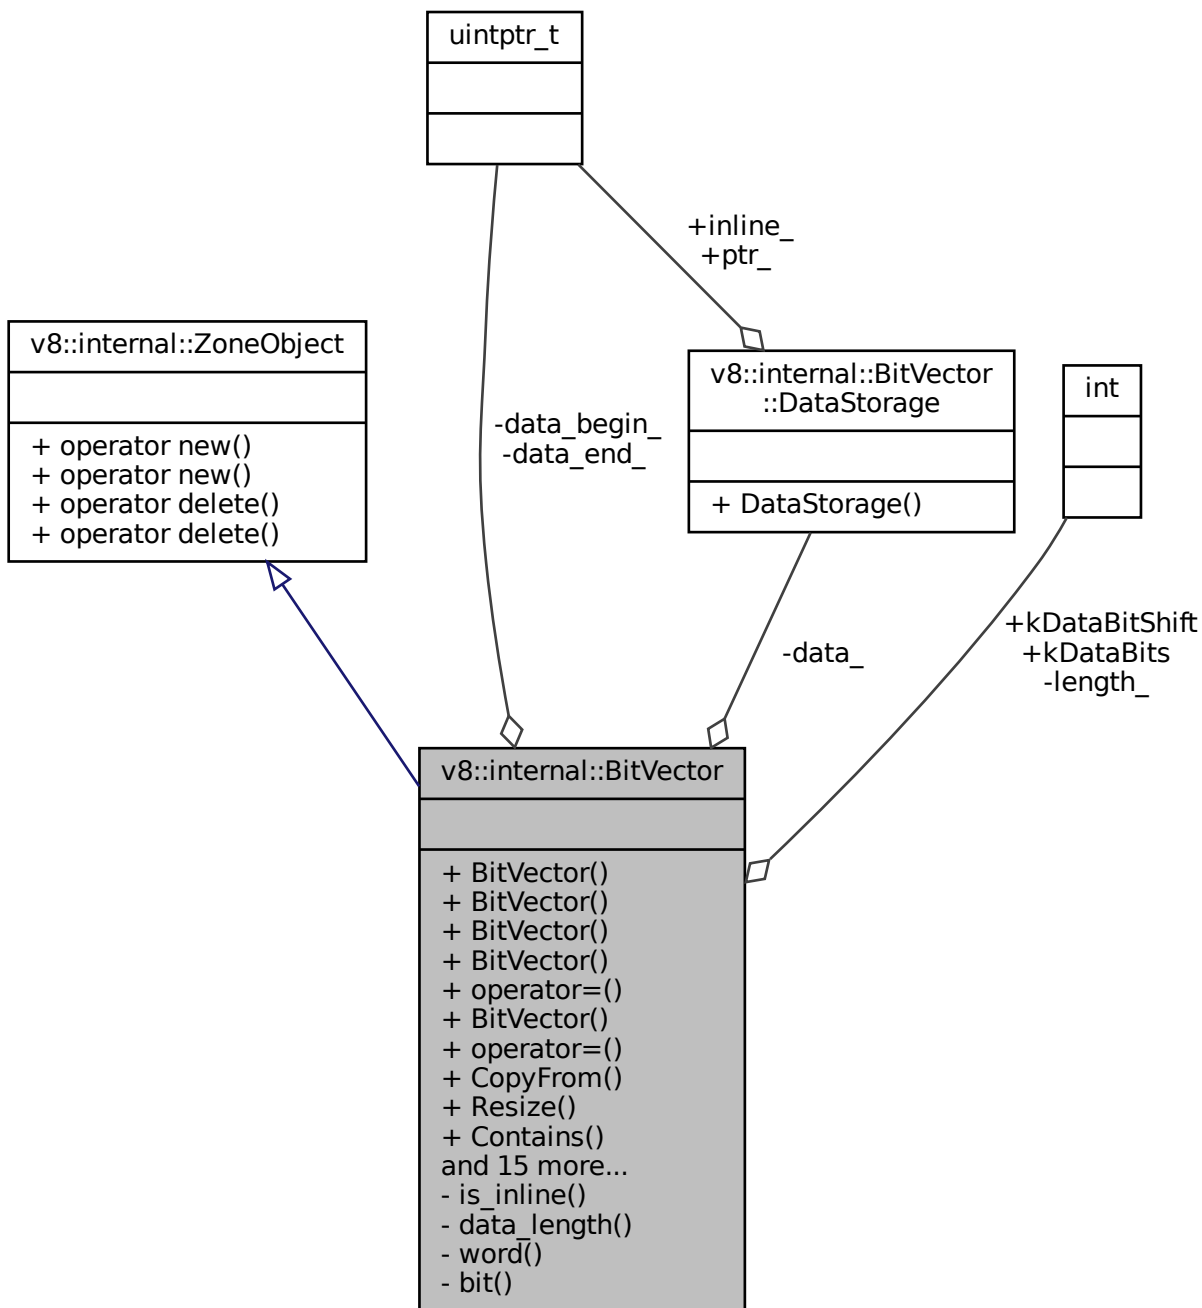 uintptr_t
+inline_
+ptr_
v8::internal::ZoneObject
+ operator new()
+ operator new()
+ operator delete()
+ operator delete()
-data_begin_
-data_end_
v8::internal::BitVector
::DataStorage
+ DataStorage()
int
-data_
+kDataBitShift
+kDataBits
-length_
v8::internal::BitVector
+ BitVector()
+ BitVector()
+ BitVector()
+ BitVector()
+ operator=()
+ BitVector()
+ operator=()
+ CopyFrom()
+ Resize()
+ Contains()
and 15 more...
- is_inline()
- data_length()
- word()
- bit()